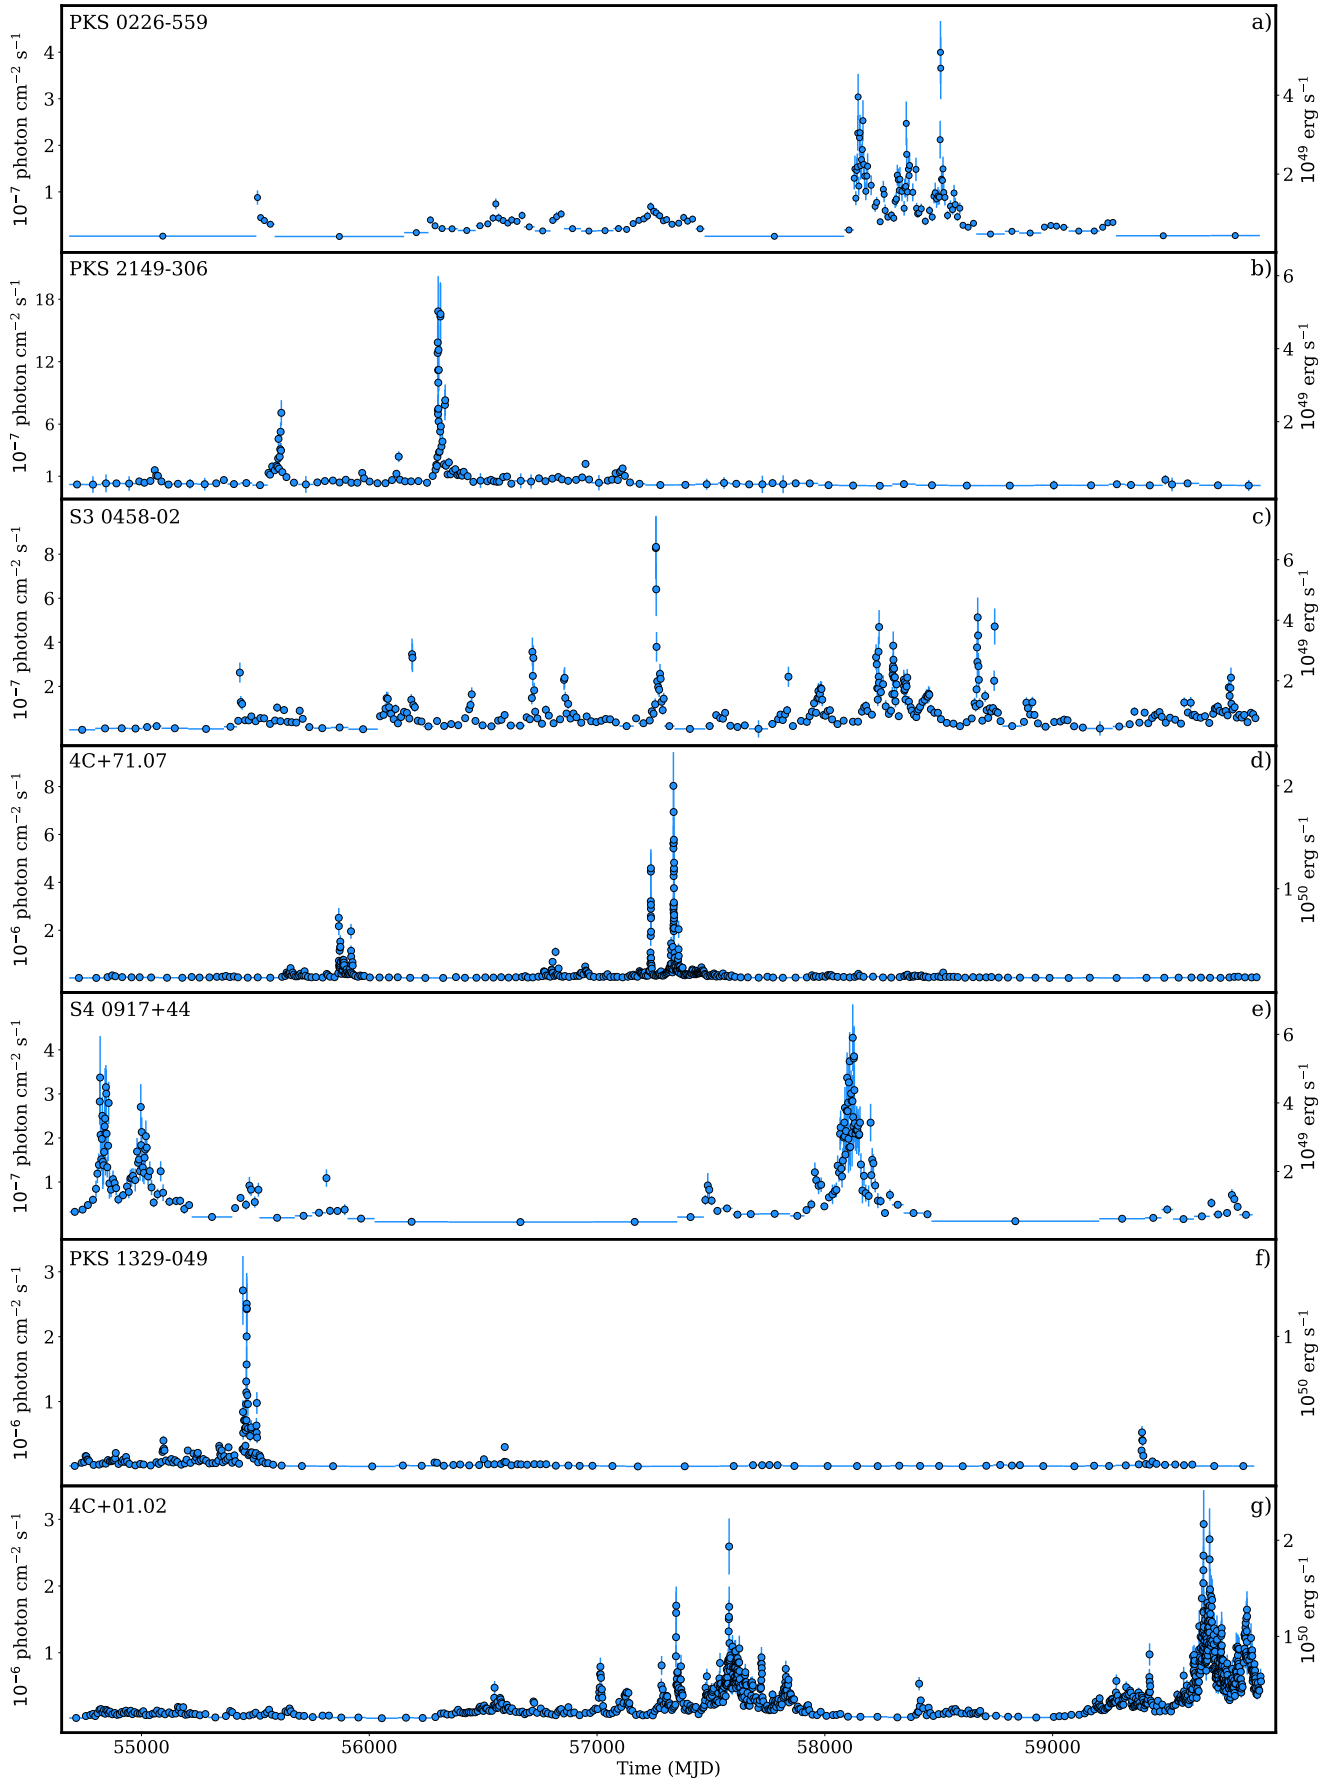 PKS 0226-559
a)
4
3
2
1
10⁻⁷ photon cm⁻² s⁻¹
4
2
10⁴⁹ erg s⁻¹
PKS 2149-306
b)
18
12
6
1
10⁻⁷ photon cm⁻² s⁻¹
6
4
2
10⁴⁹ erg s⁻¹
S3 0458-02
c)
8
6
4
2
10⁻⁷ photon cm⁻² s⁻¹
6
4
2
10⁴⁹ erg s⁻¹
4C+71.07
d)
8
6
4
2
10⁻⁶ photon cm⁻² s⁻¹
2
1
10⁵⁰ erg s⁻¹
S4 0917+44
e)
4
3
2
1
10⁻⁷ photon cm⁻² s⁻¹
6
4
2
10⁴⁹ erg s⁻¹
PKS 1329-049
f)
3
2
1
10⁻⁶ photon cm⁻² s⁻¹
1
10⁵⁰ erg s⁻¹
4C+01.02
g)
3
2
1
10⁻⁶ photon cm⁻² s⁻¹
2
1
10⁵⁰ erg s⁻¹
55000 56000 57000 58000 59000
Time (MJD)